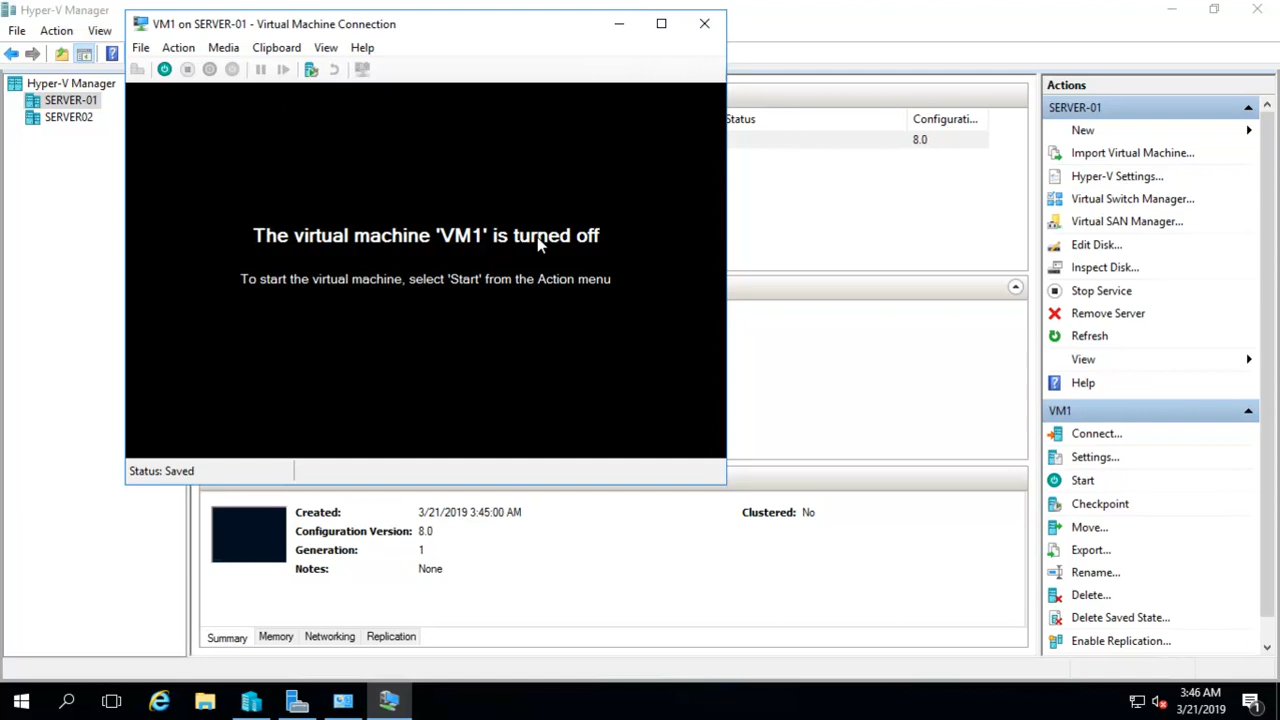 Hyper-V Manager
File Action View
VM1 on SERVER-01 - Virtual Machine Connection
File Action Media Clipboard View Help
Hyper-V Manager
SERVER-01
SERVER02
The virtual machine 'VM1' is turned off
To start the virtual machine, select 'Start' from the Action menu
Status: Saved
Status Configurati...
8.0
Created: 3/21/2019 3:45:00 AM Clustered: No
Configuration Version: 8.0
Generation: 1
Notes: None
Summary Memory Networking Replication
Actions
SERVER-01
New
Import Virtual Machine...
Hyper-V Settings...
Virtual Switch Manager...
Virtual SAN Manager...
Edit Disk...
Inspect Disk...
Stop Service
Remove Server
Refresh
View
Help
VM1
Connect...
Settings...
Start
Checkpoint
Move...
Export...
Rename...
Delete...
Delete Saved State...
Enable Replication...
3:46 AM
3/21/2019
1